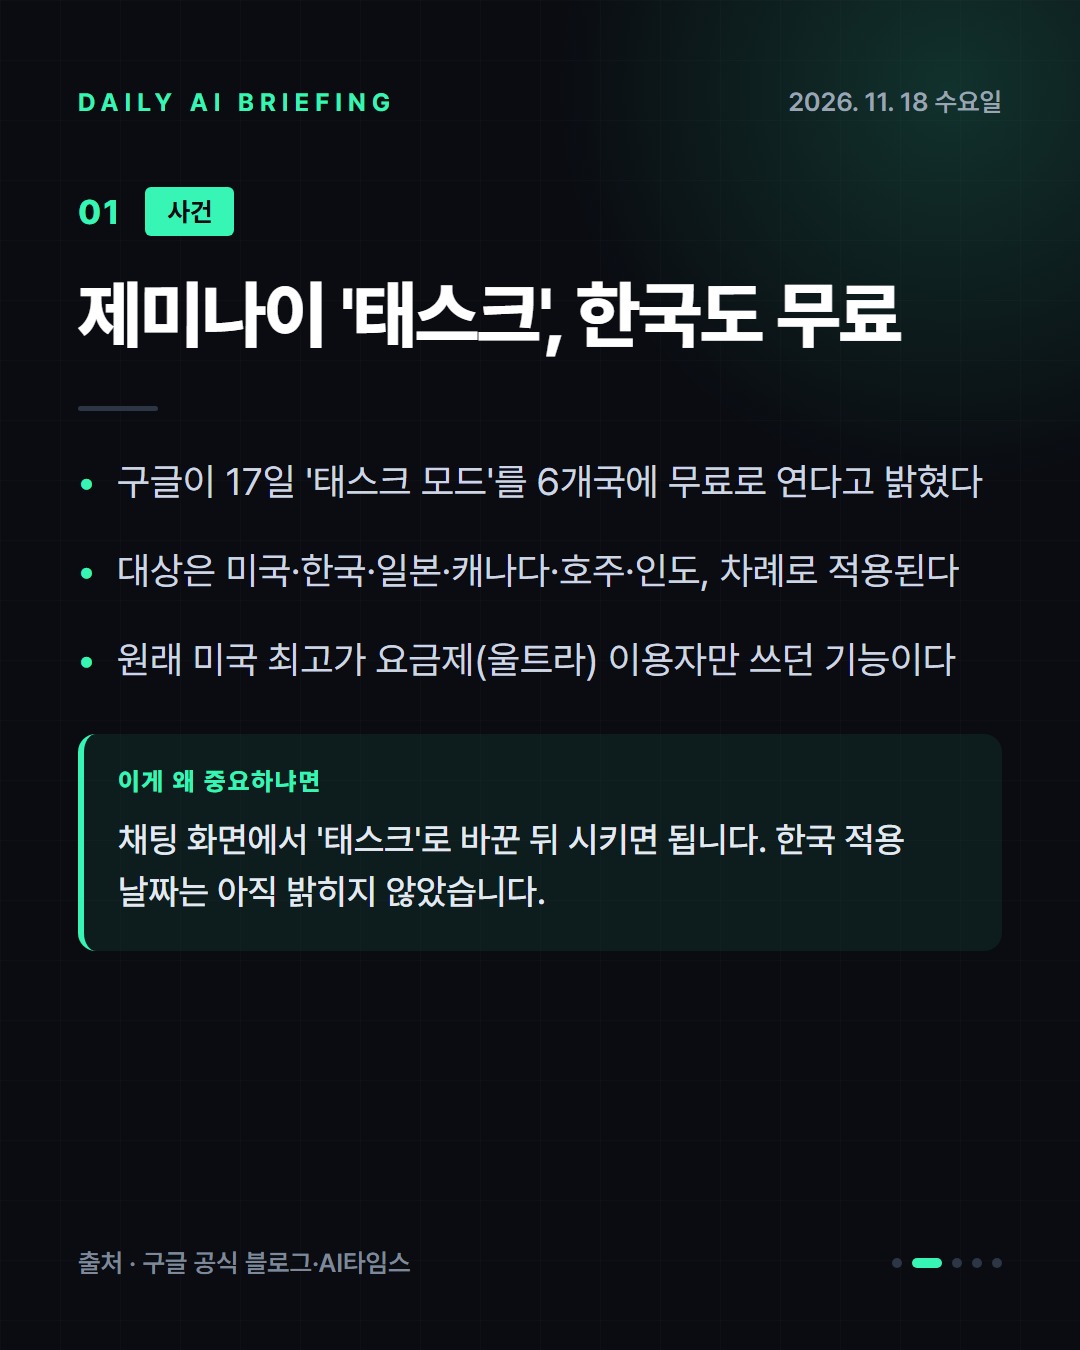 DAILY AI BRIEFING
2026. 11. 18 수요일
01 사건
제미나이 '태스크', 한국도 무료
• 구글이 17일 '태스크 모드'를 6개국에 무료로 연다고 밝혔다
• 대상은 미국·한국·일본·캐나다·호주·인도, 차례로 적용된다
• 원래 미국 최고가 요금제(울트라) 이용자만 쓰던 기능이다
이게 왜 중요하냐면
채팅 화면에서 '태스크'로 바꾼 뒤 시키면 됩니다. 한국 적용
날짜는 아직 밝히지 않았습니다.
출처 · 구글 공식 블로그·AI타임스